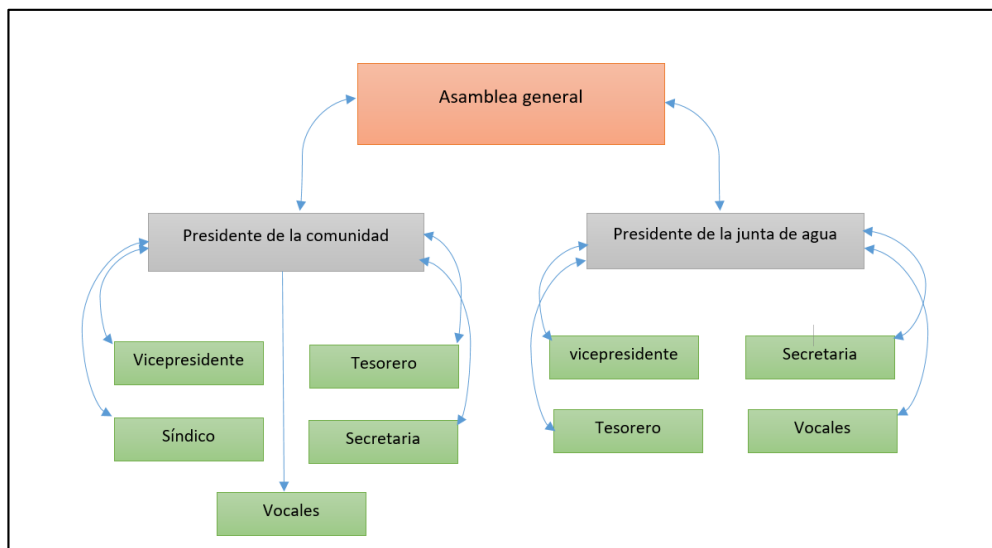 Asamblea general
Presidente de la comunidad
Presidente de la junta de agua
Vicepresidente
Tesorero
vicepresidente
Secretaria
Síndico
Secretaria
Tesorero
Vocales
Vocales